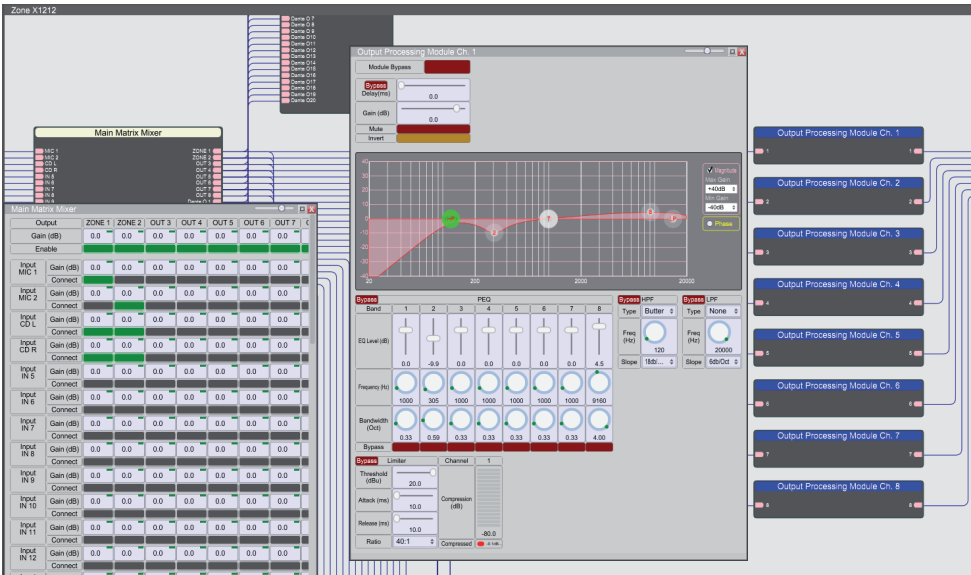 Zone X1212
Dante O 7
Dante O 8
Dante O 9
Dante O10
Dante O11
Dante O12
Dante O13
Dante O14
Dante O15
Dante O16
Dante O17
Dante O18
Dante O19
Dante O20
Main Matrix Mixer
MIC 1 ZONE 1
MIC 2 ZONE 2
CD L OUT 3
CD R OUT 4
IN 5 OUT 5
IN 6 OUT 6
IN 7 OUT 7
IN 8 OUT 8
Main Matrix Mixer
Output ZONE 1 ZONE 2 OUT 3 OUT 4 OUT 5 OUT 6 OUT 7
Gain (dB) 0.0 0.0 0.0 0.0 0.0 0.0 0.0
Enable
Input MIC 1 Gain (dB) 0.0 0.0 0.0 0.0 0.0 0.0 0.0
Connect
Input MIC 2 Gain (dB) 0.0 0.0 0.0 0.0 0.0 0.0 0.0
Connect
Input CD L Gain (dB) 0.0 0.0 0.0 0.0 0.0 0.0 0.0
Connect
Input CD R Gain (dB) 0.0 0.0 0.0 0.0 0.0 0.0 0.0
Connect
Input IN 5 Gain (dB) 0.0 0.0 0.0 0.0 0.0 0.0 0.0
Connect
Input IN 6 Gain (dB) 0.0 0.0 0.0 0.0 0.0 0.0 0.0
Connect
Input IN 7 Gain (dB) 0.0 0.0 0.0 0.0 0.0 0.0 0.0
Connect
Input IN 8 Gain (dB) 0.0 0.0 0.0 0.0 0.0 0.0 0.0
Connect
Input IN 9 Gain (dB) 0.0 0.0 0.0 0.0 0.0 0.0 0.0
Connect
Input IN 10 Gain (dB) 0.0 0.0 0.0 0.0 0.0 0.0 0.0
Connect
Input IN 11 Gain (dB) 0.0 0.0 0.0 0.0 0.0 0.0 0.0
Connect
Input IN 12 Gain (dB) 0.0 0.0 0.0 0.0 0.0 0.0 0.0
Connect
Output Processing Module Ch. 1
Module Bypass
Bypass
Delay(ms) 0.0
Gain (dB) 0.0
Mute
Invert
40
30
20
10
0
-10
-20
-30
-40
20 200 2000 20000
HP 2 T 8 P
Magnitude
Max Gain
+40dB
Min Gain
-40dB
Phase
Bypass PEQ
Band 1 2 3 4 5 6 7 8
EQ Level (dB) 0.0 -9.9 0.0 0.0 0.0 0.0 0.0 4.5
Frequency (Hz) 1000 305 1000 1000 1000 1000 1000 9160
Bandwidth (Oct) 0.33 0.59 0.33 0.33 0.33 0.33 0.33 4.00
Bypass
Bypass HPF
Type Butter
Freq (Hz) 120
Slope 18db/...
Bypass LPF
Type None
Freq (Hz) 20000
Slope 6db/Oct
Bypass Limiter Channel 1
Threshold (dBu) 20.0
Attack (ms) 10.0
Release (ms) 10.0
Ratio 40:1
Compression (dB) -80.0
Compressed
Output Processing Module Ch. 1
1 1
Output Processing Module Ch. 2
2 2
Output Processing Module Ch. 3
3 3
Output Processing Module Ch. 4
4 4
Output Processing Module Ch. 5
5 5
Output Processing Module Ch. 6
6 6
Output Processing Module Ch. 7
7 7
Output Processing Module Ch. 8
8 8